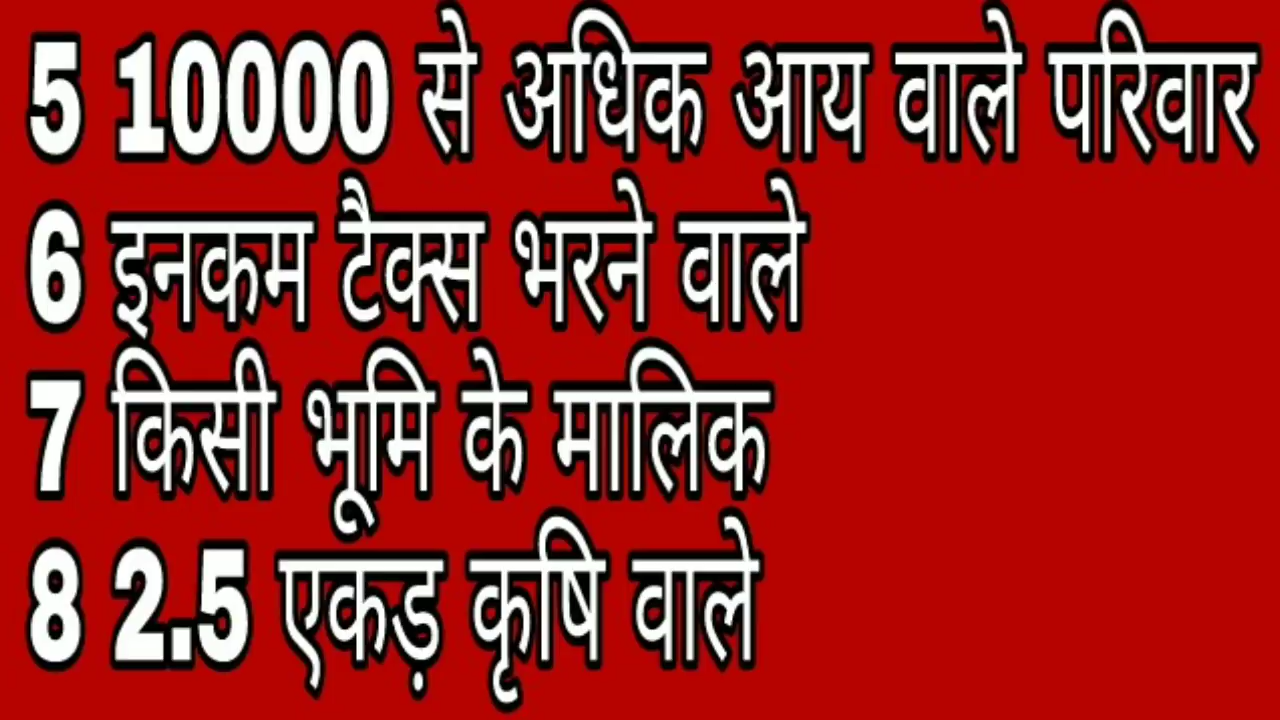 5 10000 से अधिक आय वाले परिवार
6 इनकम टैक्स भरने वाले
7 किसी भूमि के मालिक
8 2.5 एकड़ कृषि वाले